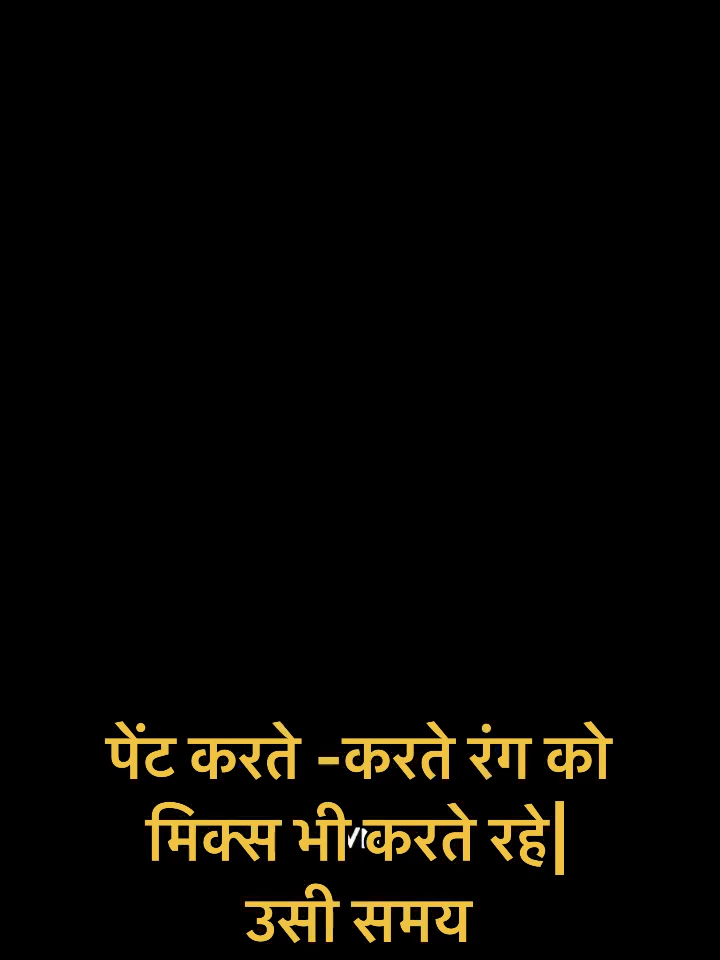 पेंट करते -करते रंग को
मिक्स भी करते रहे|
उसी समय